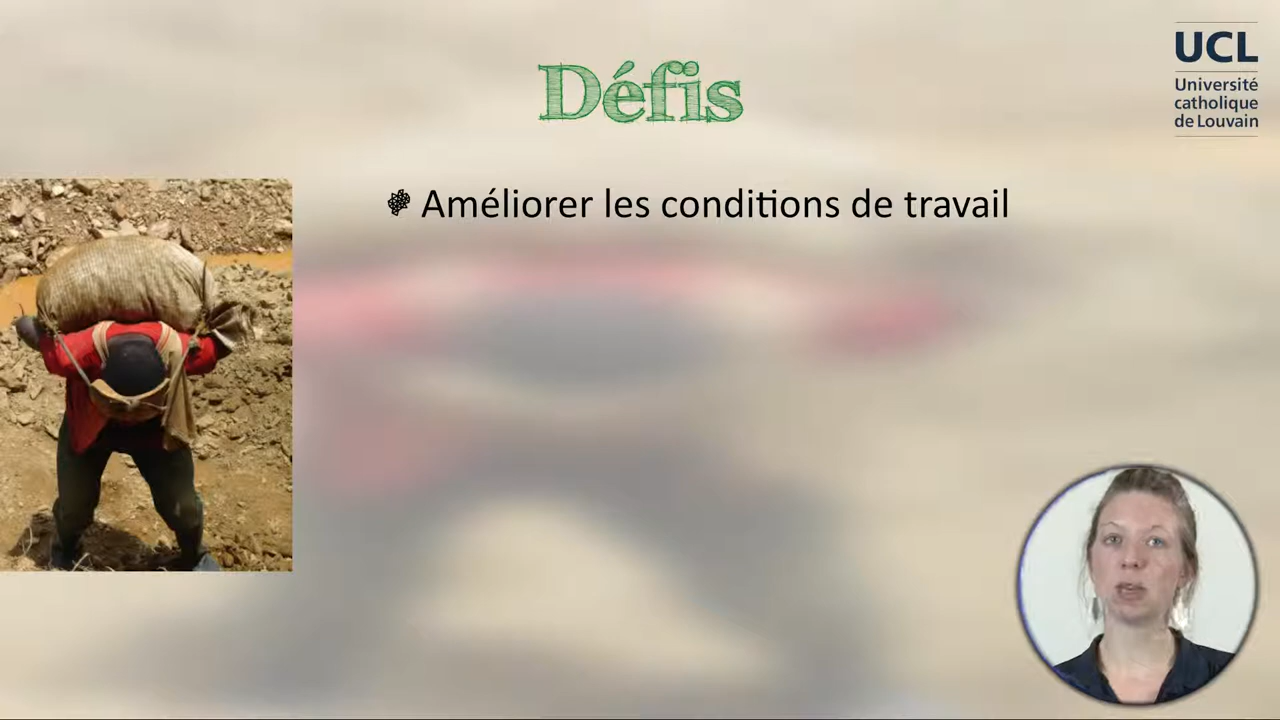 Défis
UCL
Université
catholique
de Louvain
Améliorer les conditions de travail